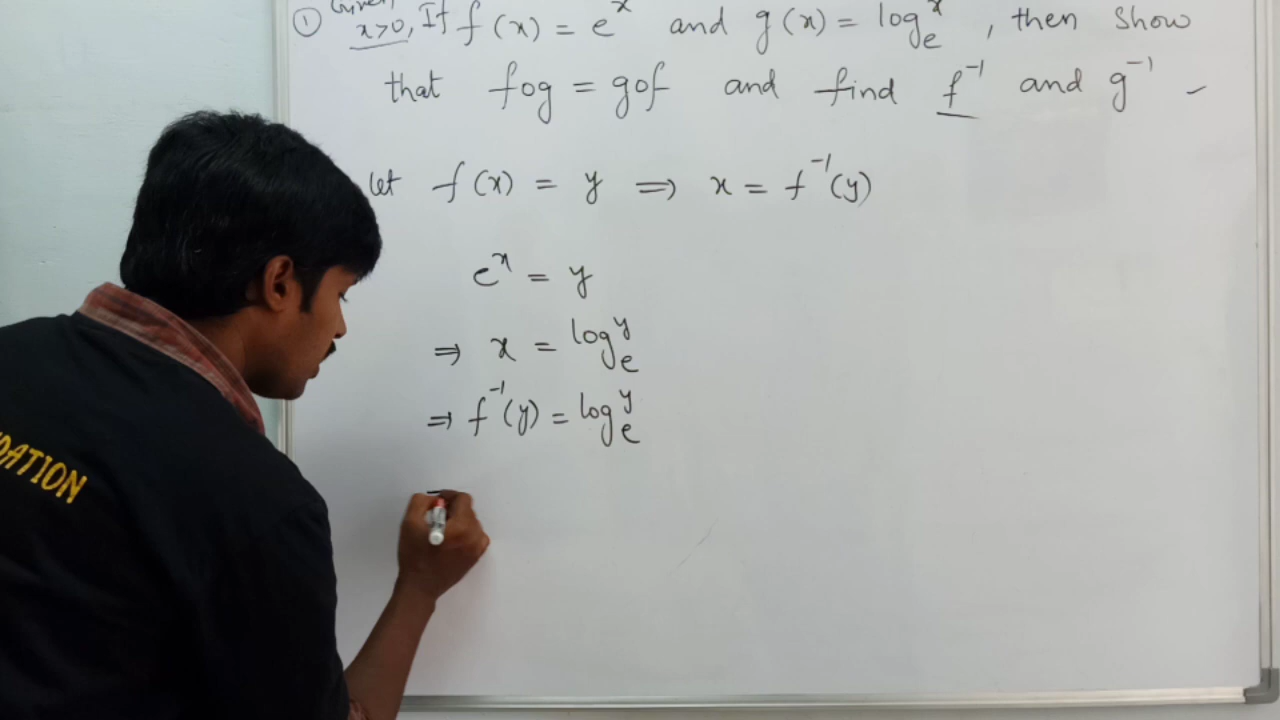 ① Given x>0, If f(x) = e^x and g(x) = log_e^x, then show
that fog = gof and find f^-1 and g^-1
let f(x) = y ⇒ x = f^-1(y)
e^x = y
⇒ x = log_e^y
⇒ f^-1(y) = log_e^y
DATION